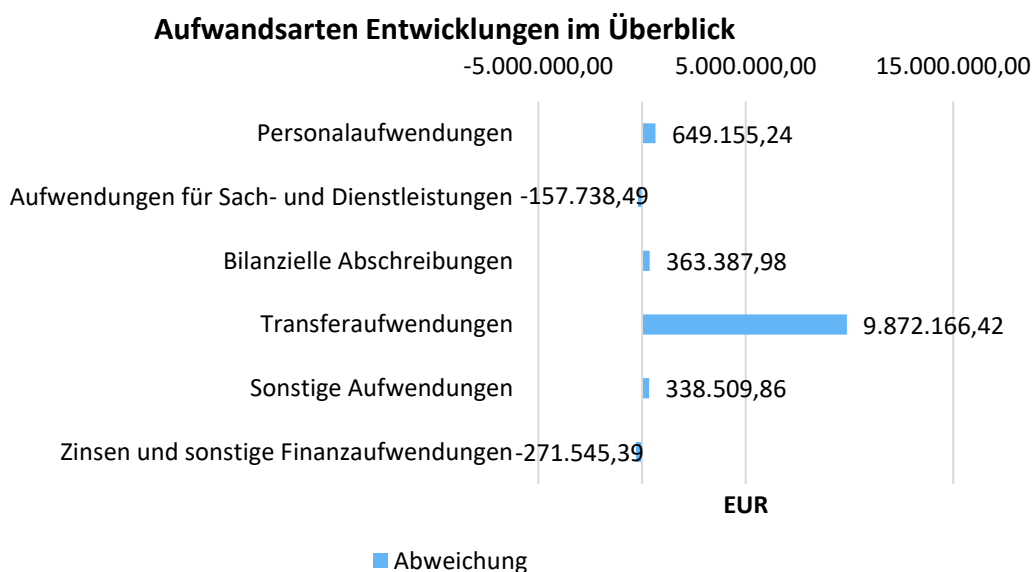 Aufwandsarten Entwicklungen im Überblick
-5.000.000,00 5.000.000,00 15.000.000,00
Personalaufwendungen 649.155,24
Aufwendungen für Sach- und Dienstleistungen -157.738,49
Bilanzielle Abschreibungen 363.387,98
Transferaufwendungen 9.872.166,42
Sonstige Aufwendungen 338.509,86
Zinsen und sonstige Finanzaufwendungen -271.545,39
EUR
Abweichung